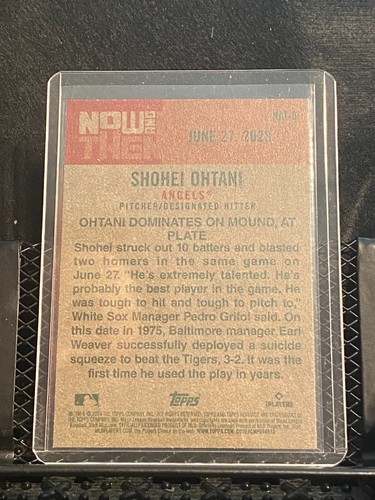 NOW AND
THEN
NAT-8
JUNE 27, 2023
SHOHEI OHTANI
ANGELS
PITCHER/DESIGNATED HITTER
OHTANI DOMINATES ON MOUND, AT
PLATE
Shohei struck out 10 batters and blasted
two homers in the same game on
June 27. "He's extremely talented. He's
probably the best player in the game. He
was tough to hit and tough to pitch to,"
White Sox Manager Pedro Grifol said. On
this date in 1975, Baltimore manager Earl
Weaver successfully deployed a suicide
squeeze to beat the Tigers, 3-2. It was the
first time he used the play in years.
Topps
PLAYERS